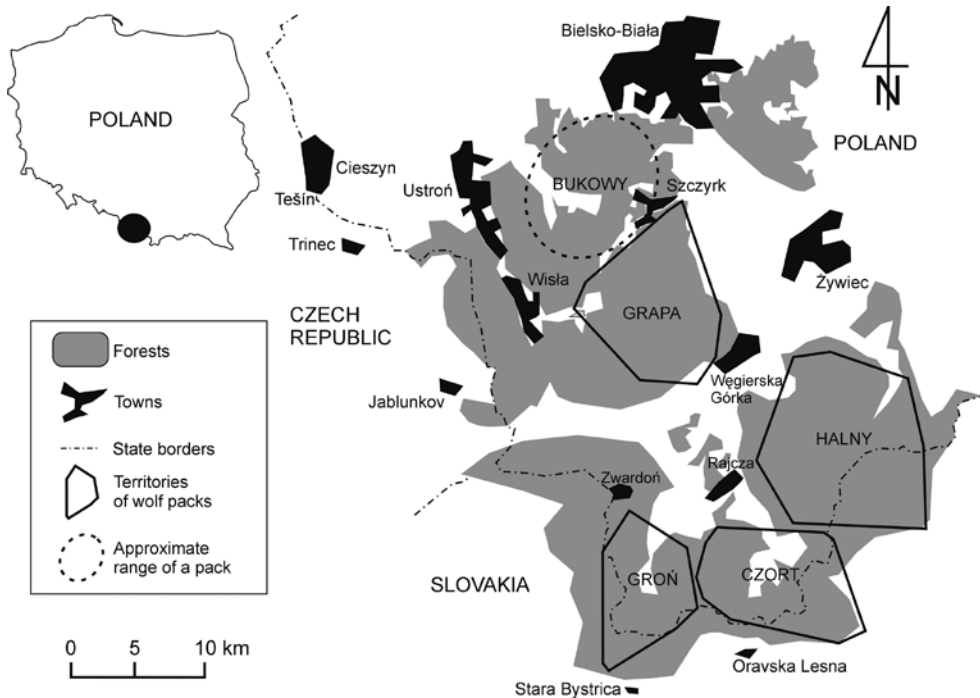 POLAND
Bielsko-Biała
N
POLAND
Cieszyn
Tešín
Ustroń
BUKOWY
Szczyrk
Trinec
Wisła
Żywiec
CZECH
REPUBLIC
GRAPA
Forests
Towns
State borders
Territories
of wolf packs
Approximate
range of a pack
Jablunkov
Węgierska
Górka
HALNY
Zwardoń
Rajcza
SLOVAKIA
GROŃ
CZORT
Oravska Lesna
Stara Bystrica
0 5 10 km